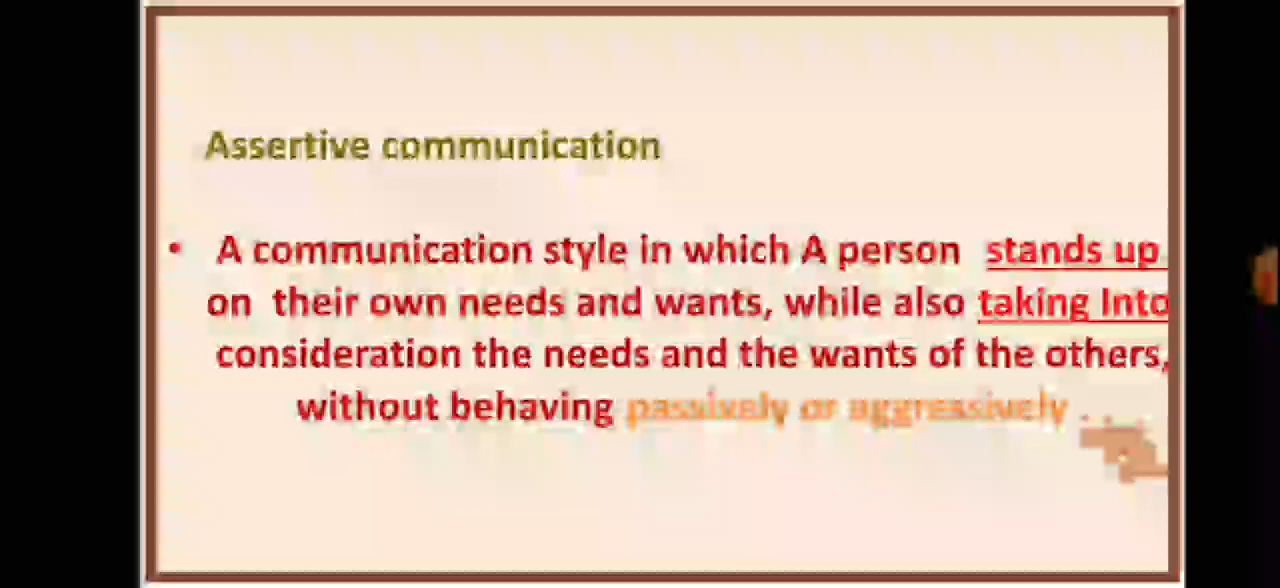 Assertive communication
• A communication style in which A person stands up
on their own needs and wants, while also taking Into
consideration the needs and the wants of the others,
without behaving passively or aggressively . . . .